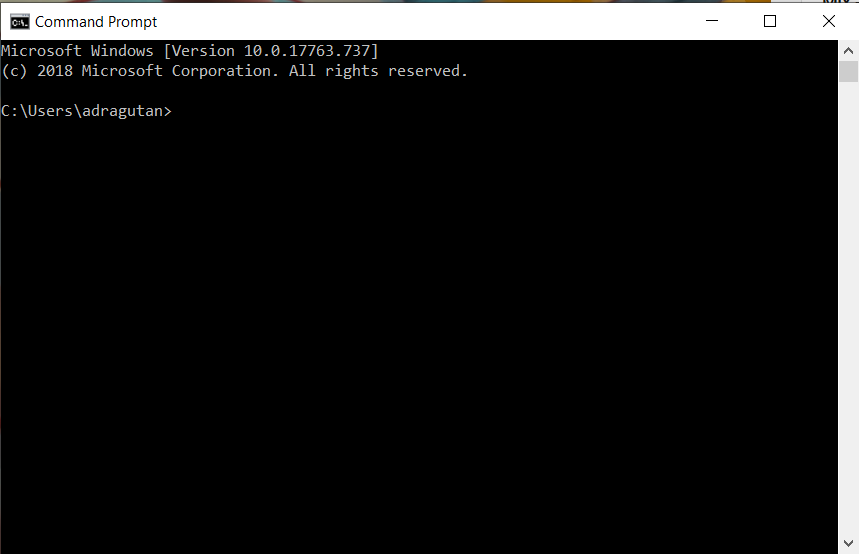 Command Prompt
Microsoft Windows [Version 10.0.17763.737]
(c) 2018 Microsoft Corporation. All rights reserved.
C:\Users\adragutan>